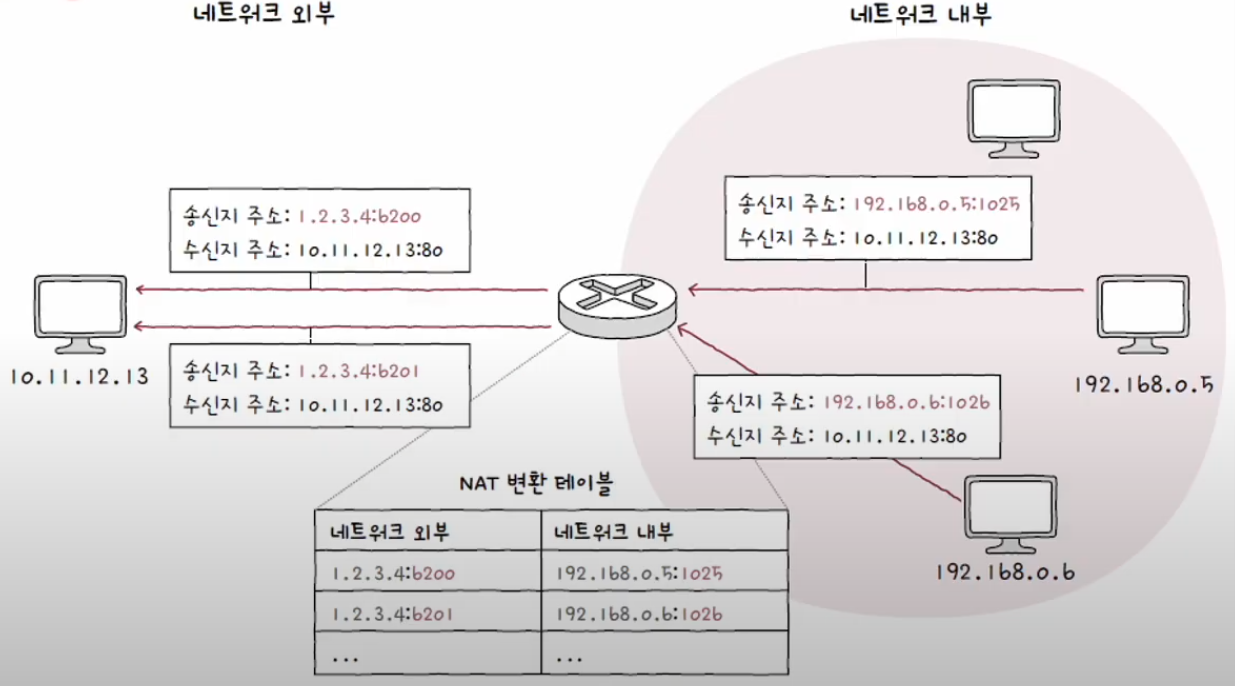 네트워크 외부
네트워크 내부
송신지 주소: 192.168.0.5:1025
수신지 주소: 10.11.12.13:80
송신지 주소: 1.2.3.4:6200
수신지 주소: 10.11.12.13:80
10.11.12.13
송신지 주소: 1.2.3.4:6201
수신지 주소: 10.11.12.13:80
192.168.0.5
송신지 주소: 192.168.0.6:1026
수신지 주소: 10.11.12.13:80
192.168.0.6
NAT 변환 테이블
네트워크 외부 네트워크 내부
1.2.3.4:6200 192.168.0.5:1025
1.2.3.4:6201 192.168.0.6:1026
... ...